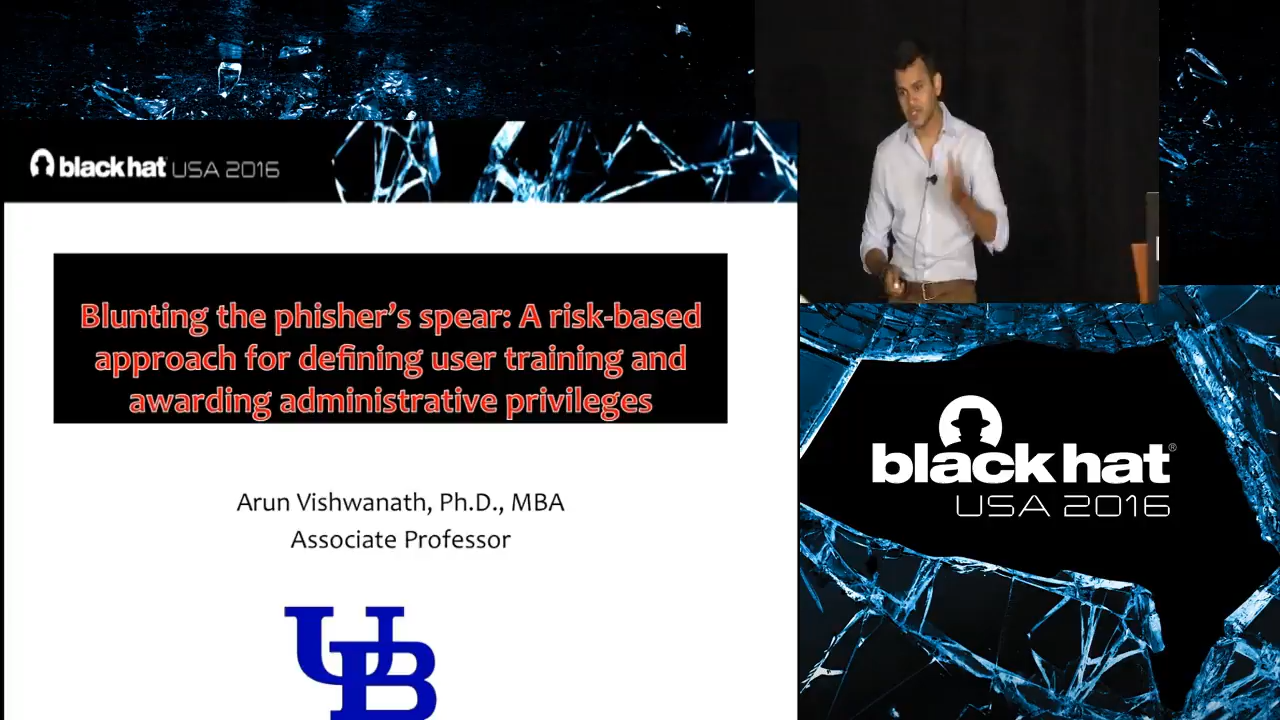 black hat USA 2016
Blunting the phisher's spear: A risk-based
approach for defining user training and
awarding administrative privileges
Arun Vishwanath, Ph.D., MBA
Associate Professor
UB
black hat®
USA 2016